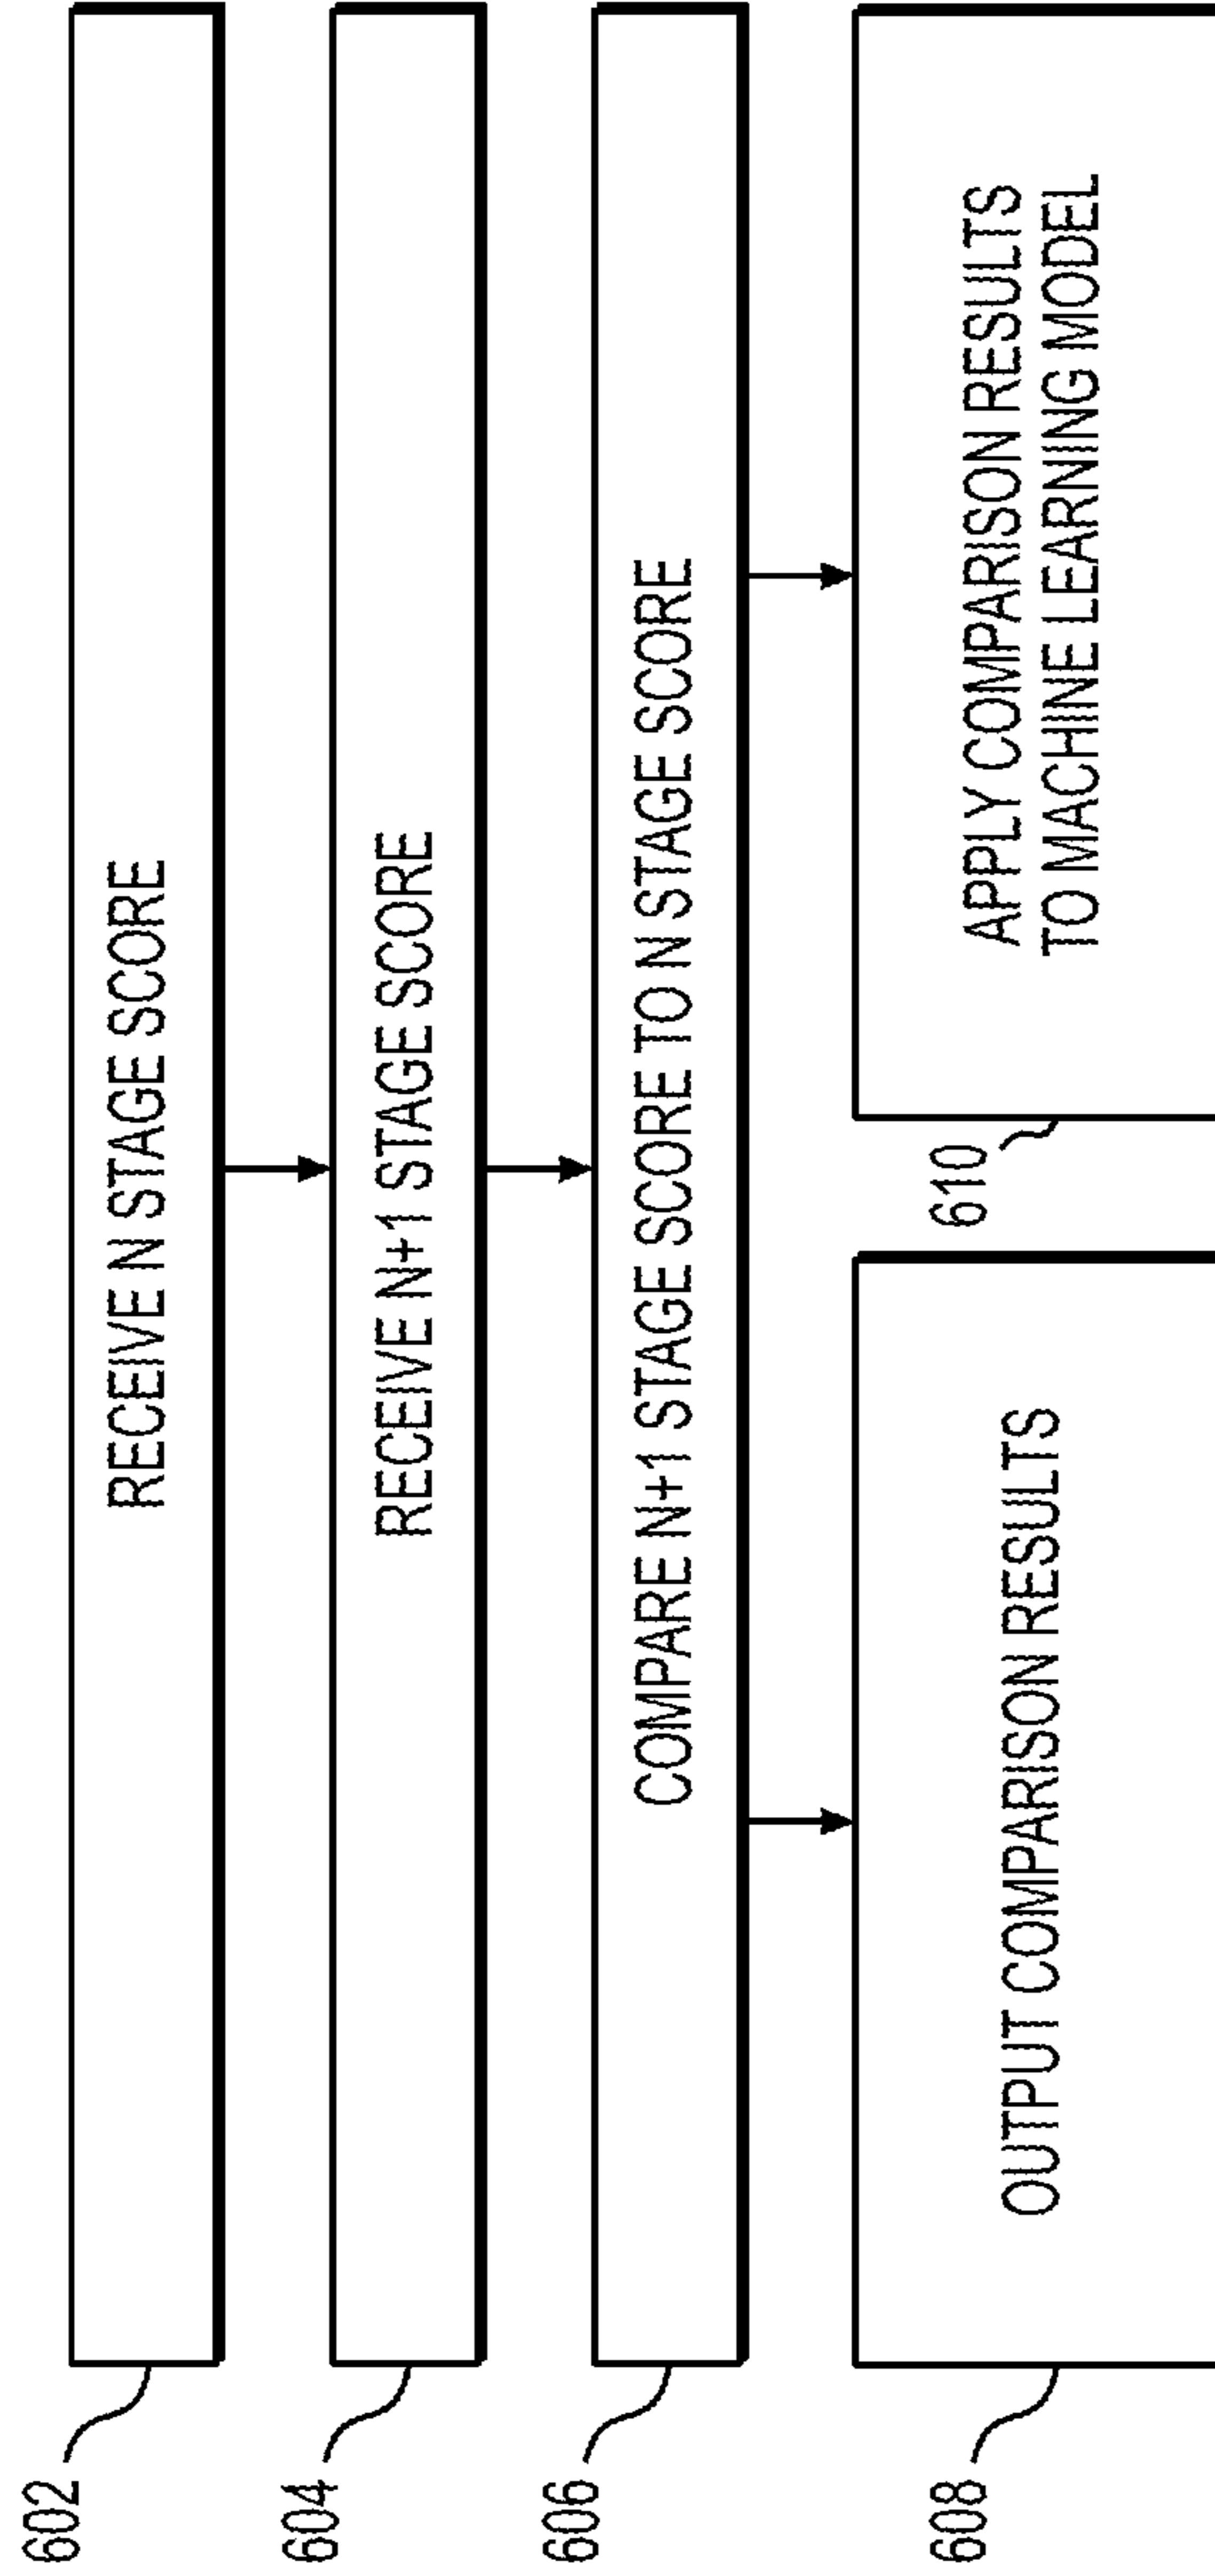 602
RECEIVE N STAGE SCORE
604
RECEIVE N+1 STAGE SCORE
606
COMPARE N+1 STAGE SCORE TO N STAGE SCORE
608
OUTPUT COMPARISON RESULTS
610
APPLY COMPARISON RESULTS
TO MACHINE LEARNING MODEL